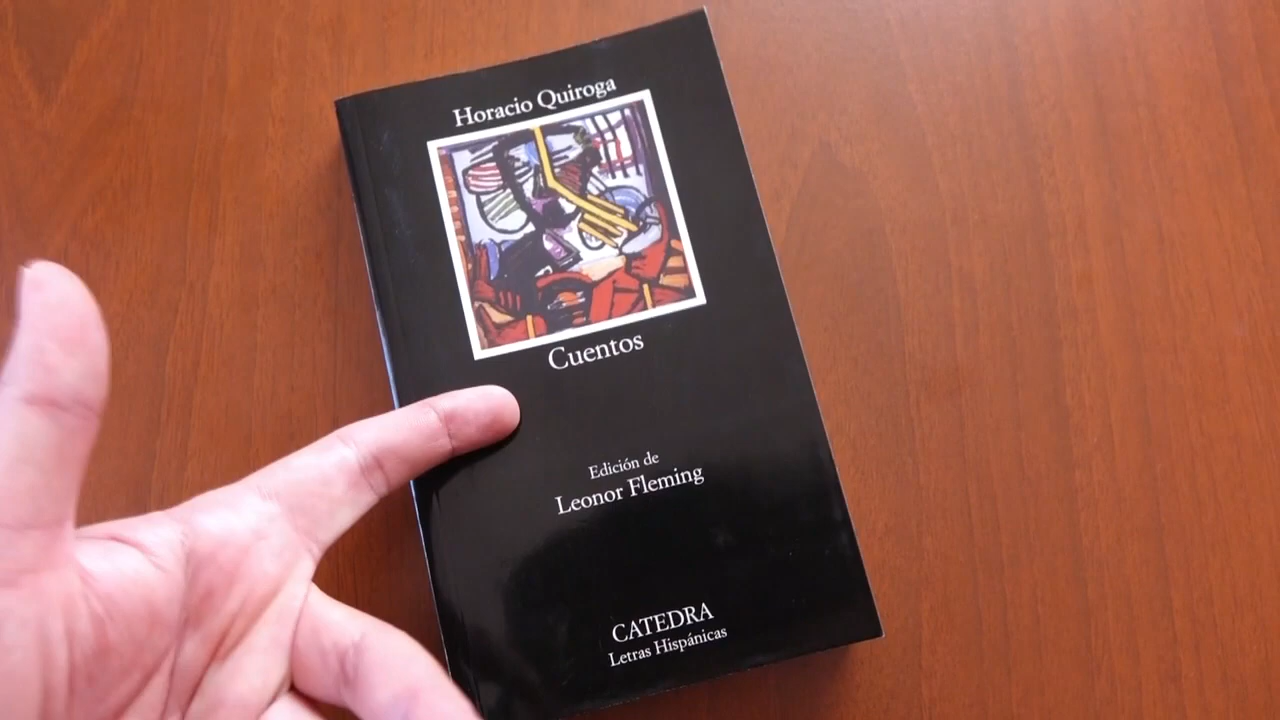 Horacio Quiroga
Cuentos
Edición de
Leonor Fleming
CATEDRA
Letras Hispánicas